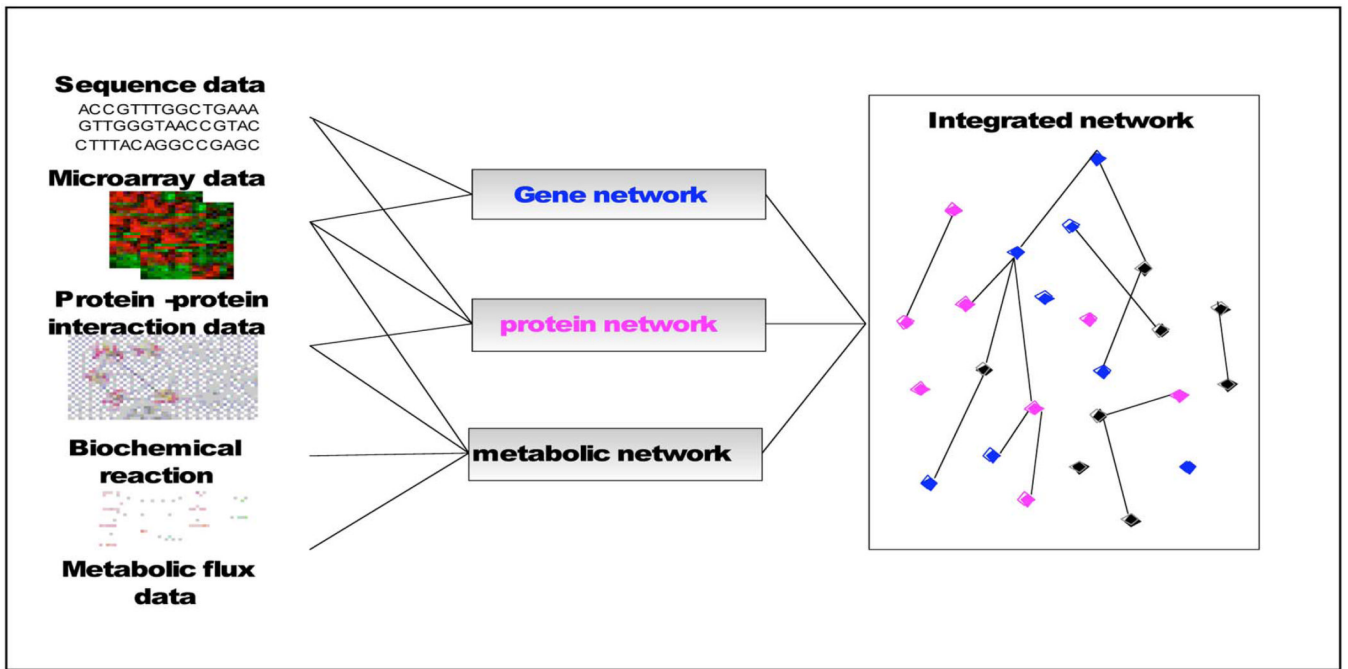 Sequence data
ACCGTTTGGCTGAAA
GTTGGGTAACCGTAC
CTTTACAGGCCGAGC
Microarray data
Protein -protein
interaction data
Biochemical
reaction
Metabolic flux
data
Gene network
protein network
metabolic network
Integrated network